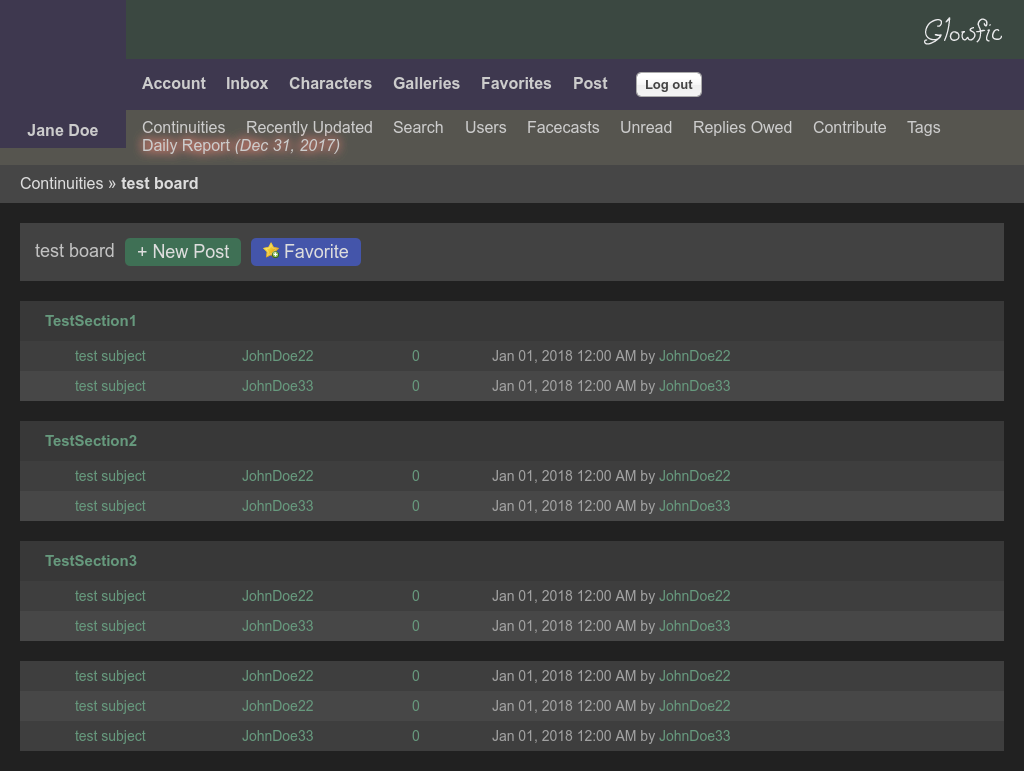 Glowfic
Account Inbox Characters Galleries Favorites Post Log out
Jane Doe
Continuities Recently Updated Search Users Facecasts Unread Replies Owed Contribute Tags
Daily Report (Dec 31, 2017)
Continuities » test board
test board + New Post Favorite
TestSection1
test subject JohnDoe22 0 Jan 01, 2018 12:00 AM by JohnDoe22
test subject JohnDoe33 0 Jan 01, 2018 12:00 AM by JohnDoe33
TestSection2
test subject JohnDoe22 0 Jan 01, 2018 12:00 AM by JohnDoe22
test subject JohnDoe33 0 Jan 01, 2018 12:00 AM by JohnDoe33
TestSection3
test subject JohnDoe22 0 Jan 01, 2018 12:00 AM by JohnDoe22
test subject JohnDoe33 0 Jan 01, 2018 12:00 AM by JohnDoe33
test subject JohnDoe22 0 Jan 01, 2018 12:00 AM by JohnDoe22
test subject JohnDoe22 0 Jan 01, 2018 12:00 AM by JohnDoe22
test subject JohnDoe33 0 Jan 01, 2018 12:00 AM by JohnDoe33